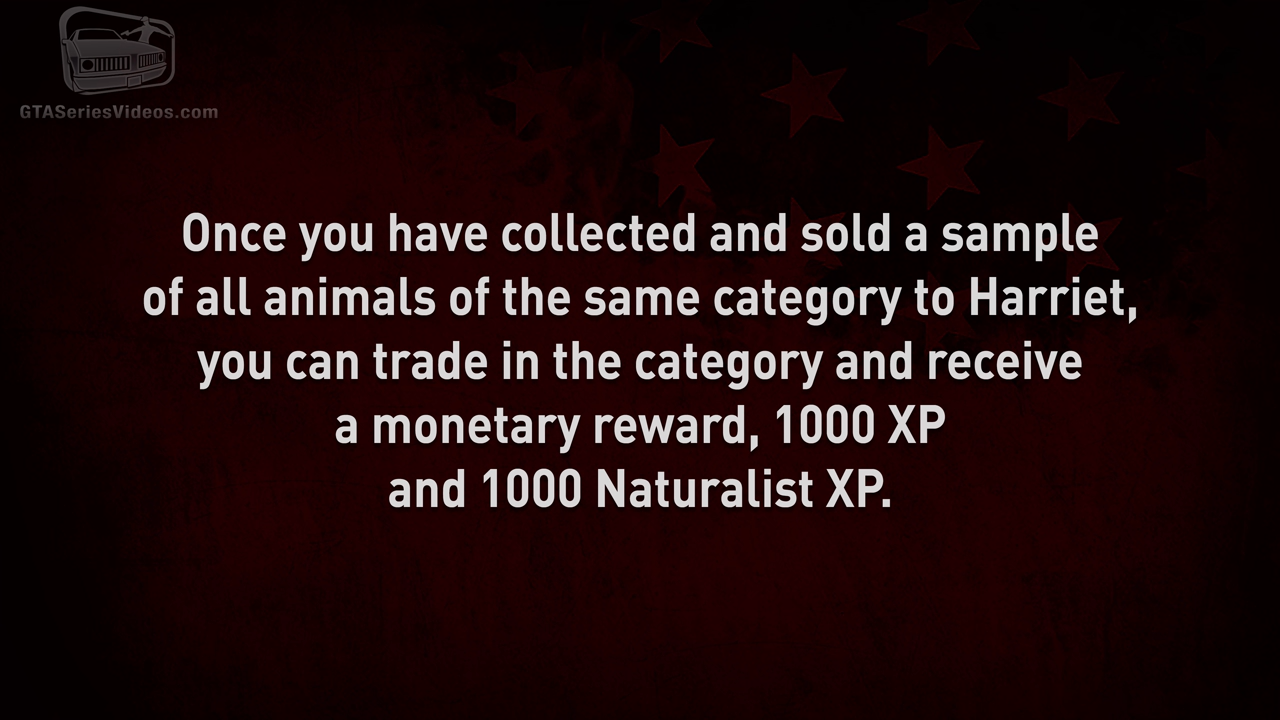 GTASeriesVideos.com
Once you have collected and sold a sample
of all animals of the same category to Harriet,
you can trade in the category and receive
a monetary reward, 1000 XP
and 1000 Naturalist XP.